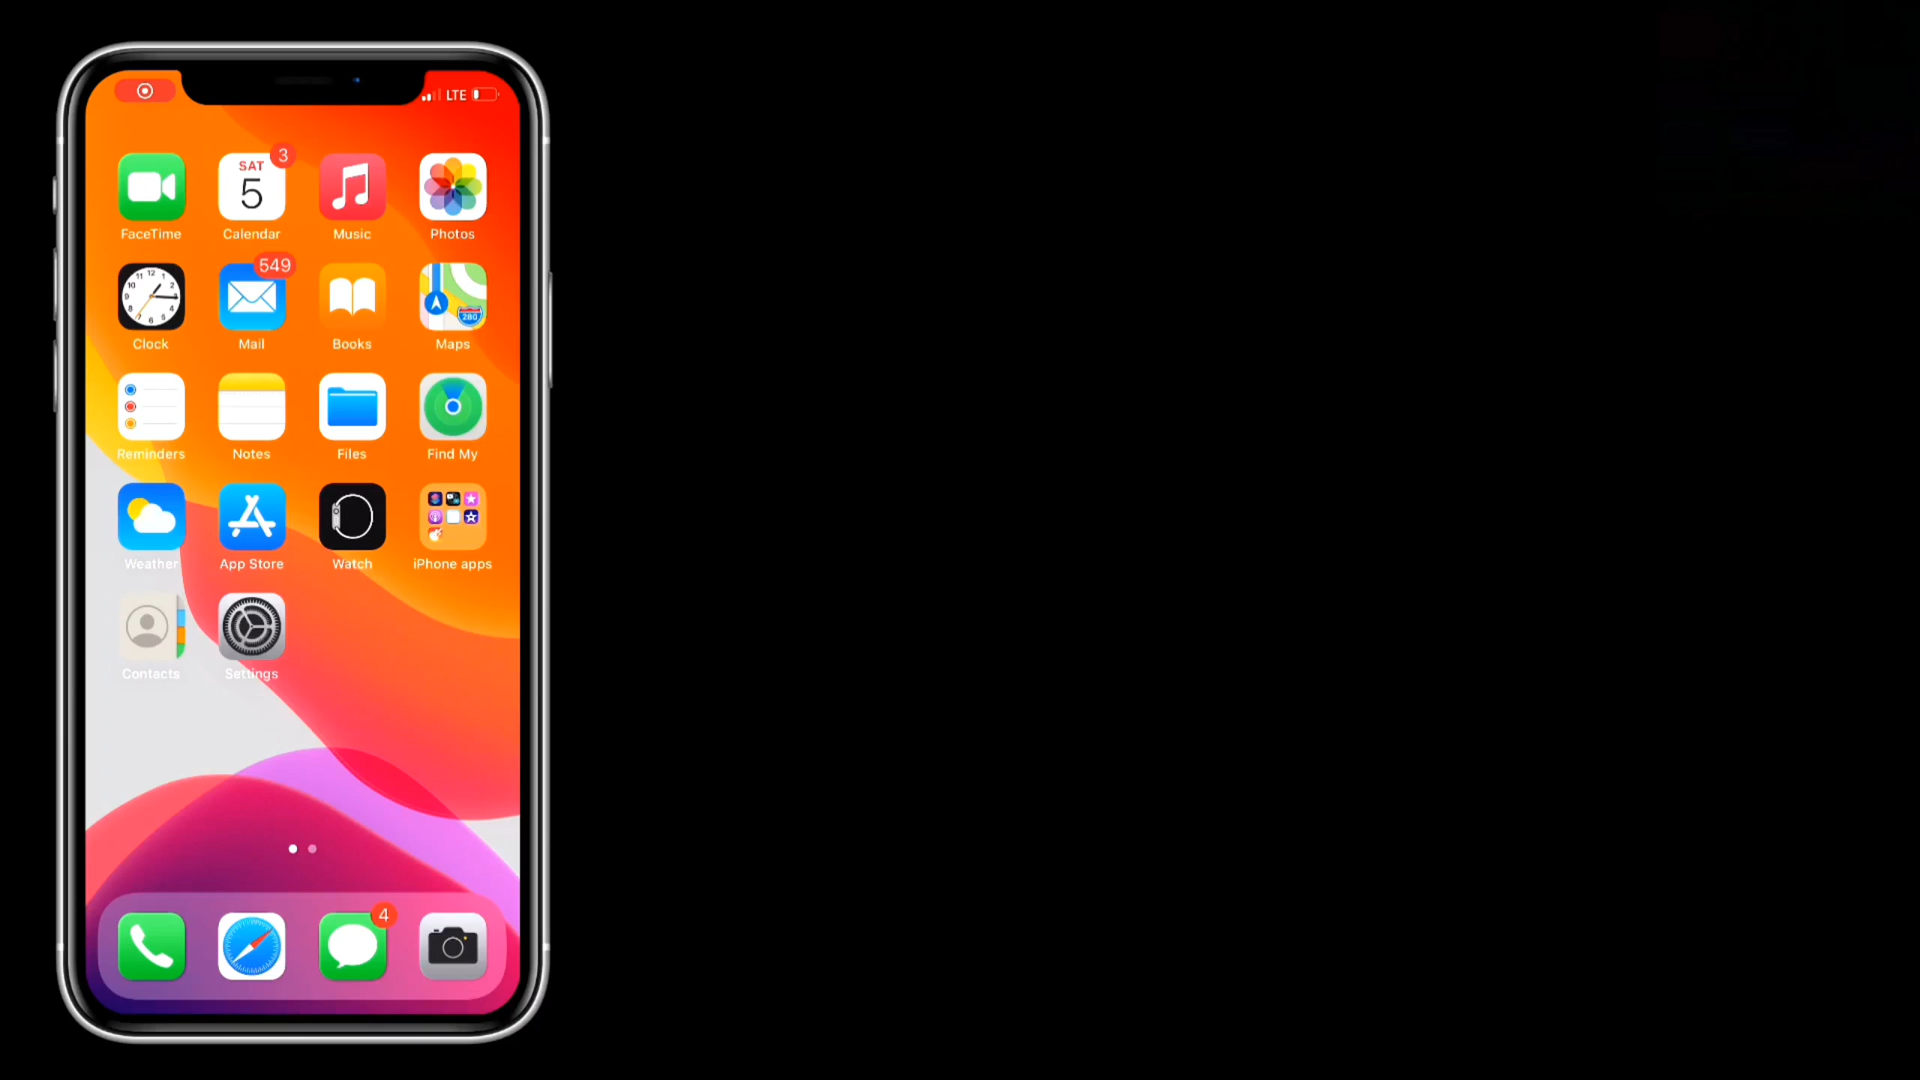 LTE
3
SAT
5
FaceTime Calendar Music Photos
549
280
Clock Mail Books Maps
Reminders Notes Files Find My
Weather App Store Watch iPhone apps
Contacts Settings
4